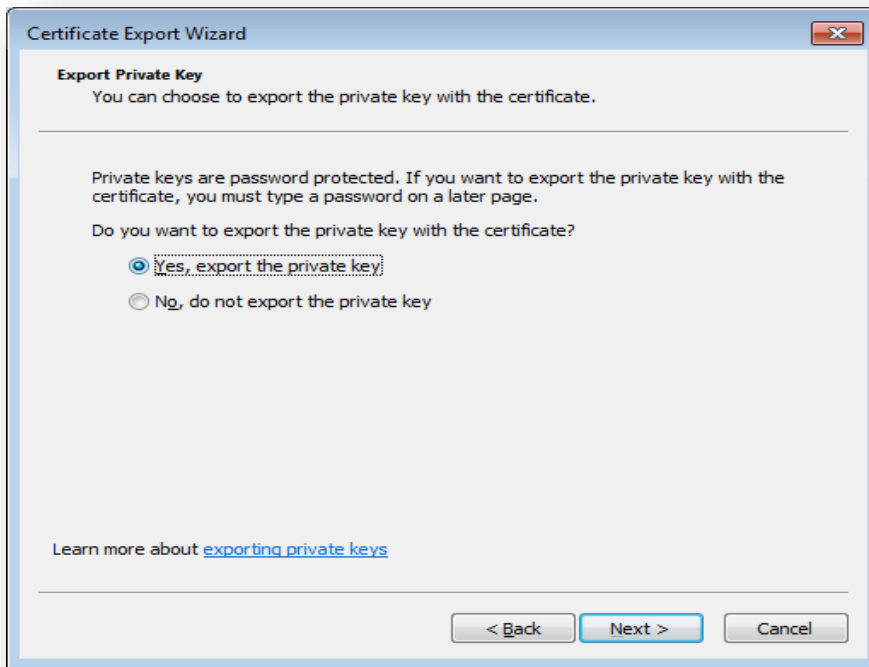 Certificate Export Wizard
Export Private Key
You can choose to export the private key with the certificate.
Private keys are password protected. If you want to export the private key with the
certificate, you must type a password on a later page.
Do you want to export the private key with the certificate?
Yes, export the private key
No, do not export the private key
Learn more about exporting private keys
< Back Next > Cancel